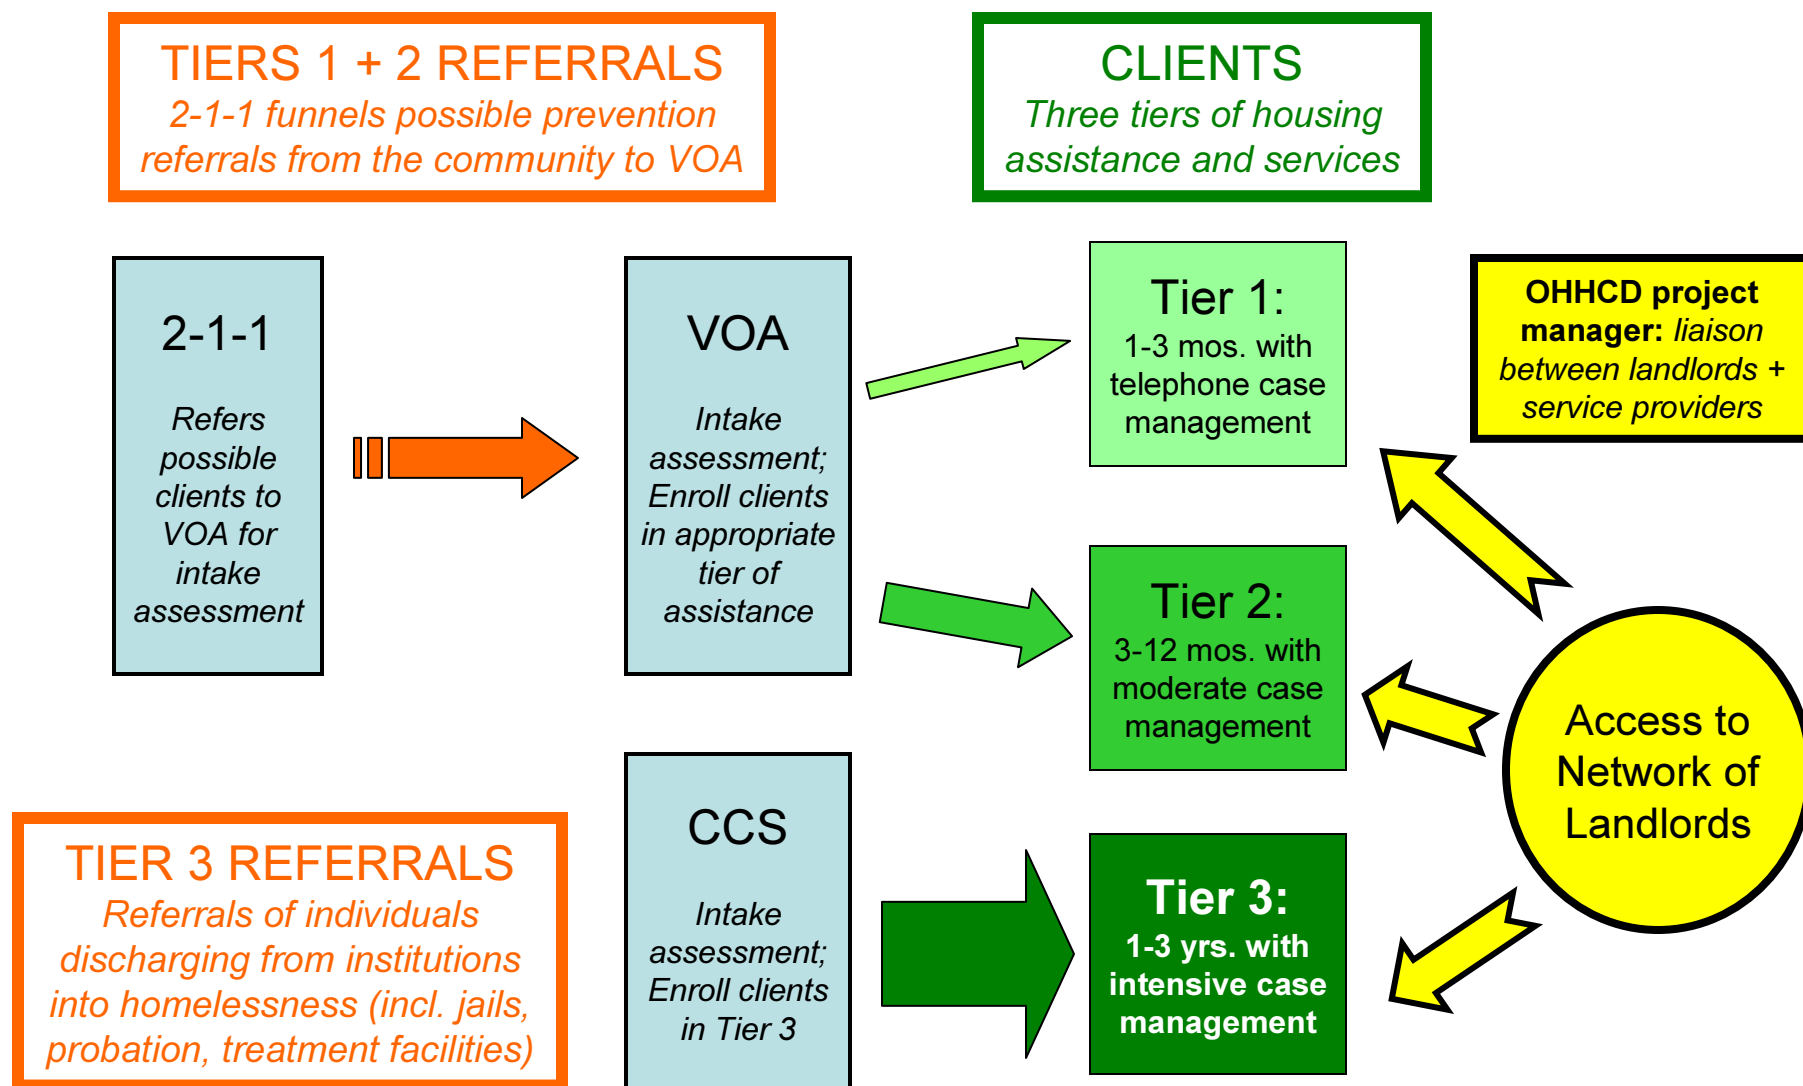 TIERS 1 + 2 REFERRALS
2-1-1 funnels possible prevention
referrals from the community to VOA
CLIENTS
Three tiers of housing
assistance and services
2-1-1
Refers
possible
clients to
VOA for
intake
assessment
VOA
Intake
assessment;
Enroll clients
in appropriate
tier of
assistance
Tier 1:
1-3 mos. with
telephone case
management
OHHCD project
manager: liaison
between landlords +
service providers
Tier 2:
3-12 mos. with
moderate case
management
Access to
Network of
Landlords
TIER 3 REFERRALS
Referrals of individuals
discharging from institutions
into homelessness (incl. jails,
probation, treatment facilities)
CCS
Intake
assessment;
Enroll clients
in Tier 3
Tier 3:
1-3 yrs. with
intensive case
management